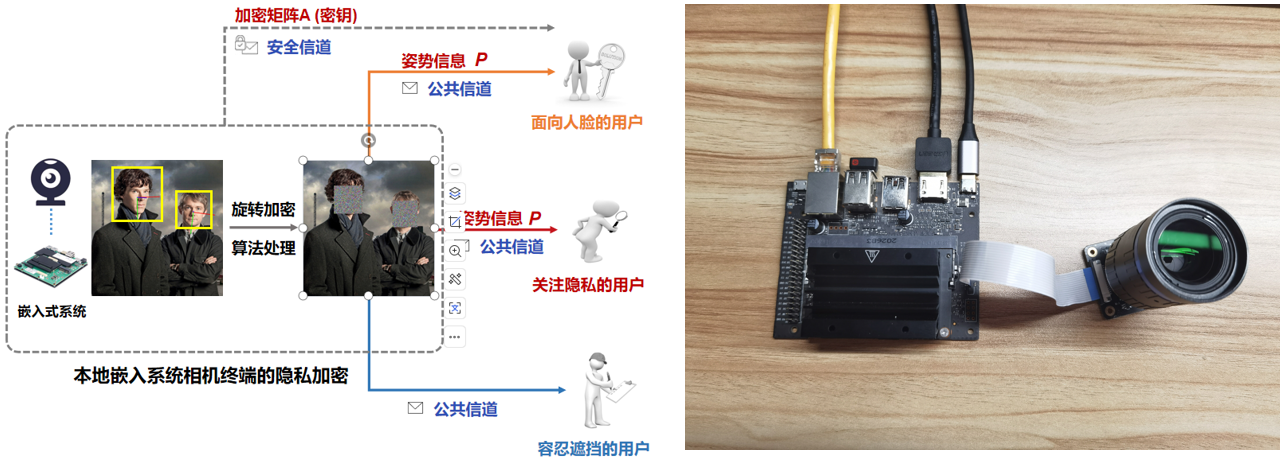 加密矩阵A (密钥)
安全信道
姿势信息 P
公共信道
面向人脸的用户
旋转加密
算法处理
姿势信息 P
公共信道
关注隐私的用户
嵌入式系统
本地嵌入系统相机终端的隐私加密
公共信道
容忍遮挡的用户